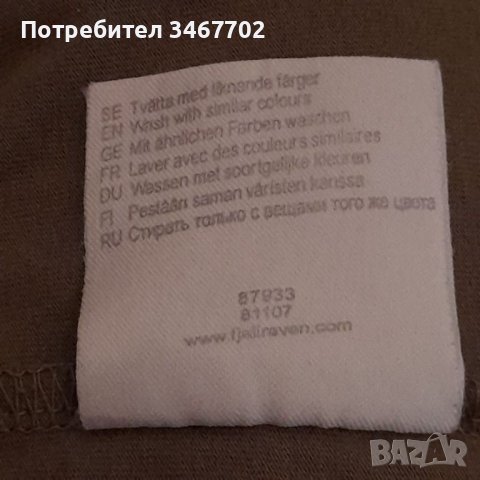 Потребител 3467702
SE Tvätta med liknande färger
EN Wash with similar colours
GE Mit ähnlichen Farben waschen
FR Laver avec des couleurs similaires
DU Wassen met soortgelijke kleuren
FI Pestään saman väristen kanssa
RU Стирать только с вещами того же цвета
87933
81107
www.fjallraven.com
BAZAR